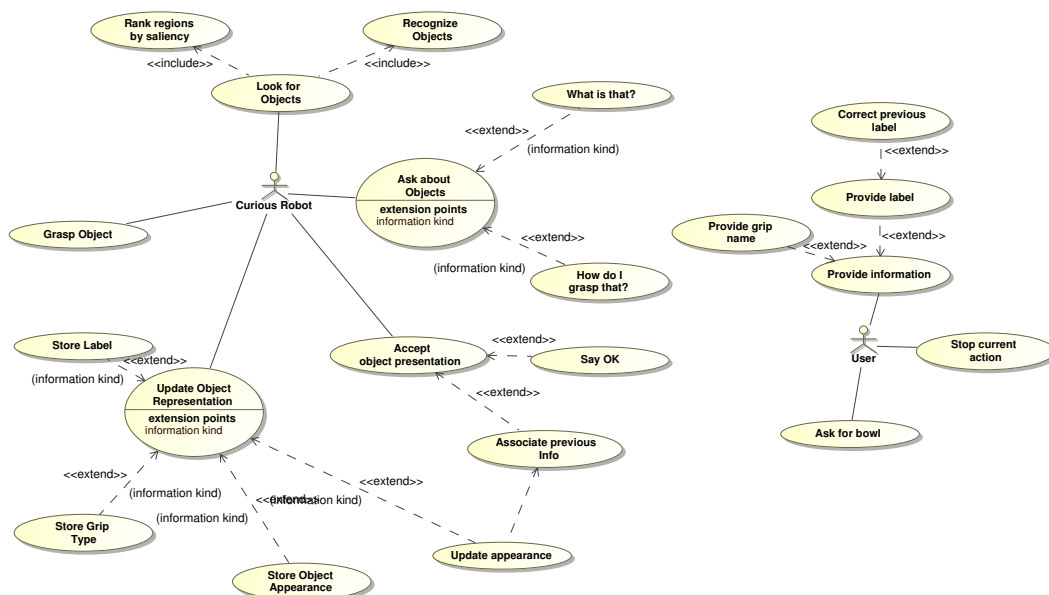 Rank regions
by saliency
Recognize
Objects
<<include>>
<<include>>
Look for
Objects
What is that?
<<extend>>
(information kind)
Correct previous
label
<<extend>>
Ask about
Objects
extension points
information kind
Curious Robot
Grasp Object
Provide label
Provide grip
name
<<extend>>
<<extend>>
Provide information
<<extend>>
(information kind)
How do I
grasp that?
Store Label
<<extend>>
(information kind)
Update Object
Representation
extension points
information kind
Accept
object presentation
<<extend>>
Say OK
<<extend>>
User
Stop current
action
Ask for bowl
Associate previous
Info
<<extend>>
(information kind)
(information kind)
<<extend>>
(information kind)
<<extend>>
Store Grip
Type
Store Object
Appearance
Update appearance